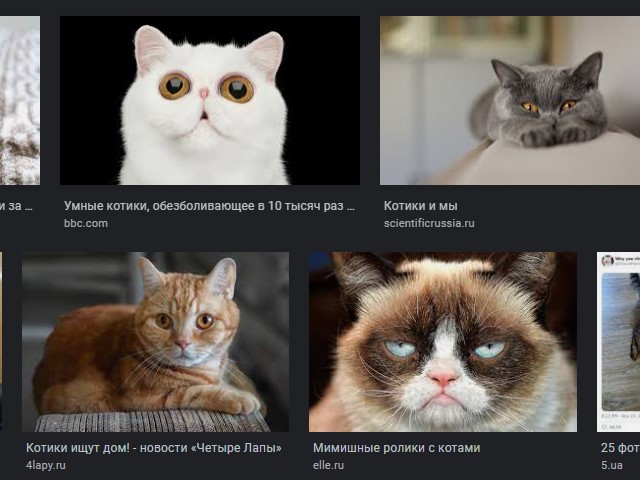 и за ...
Умные котики, обезболивающее в 10 тысяч раз ...
bbc.com
Котики и мы
scientificrussia.ru
Котики ищут дом! - новости «Четыре Лапы»
4lapy.ru
Мимишные ролики с котами
elle.ru
25 фот
5.ua